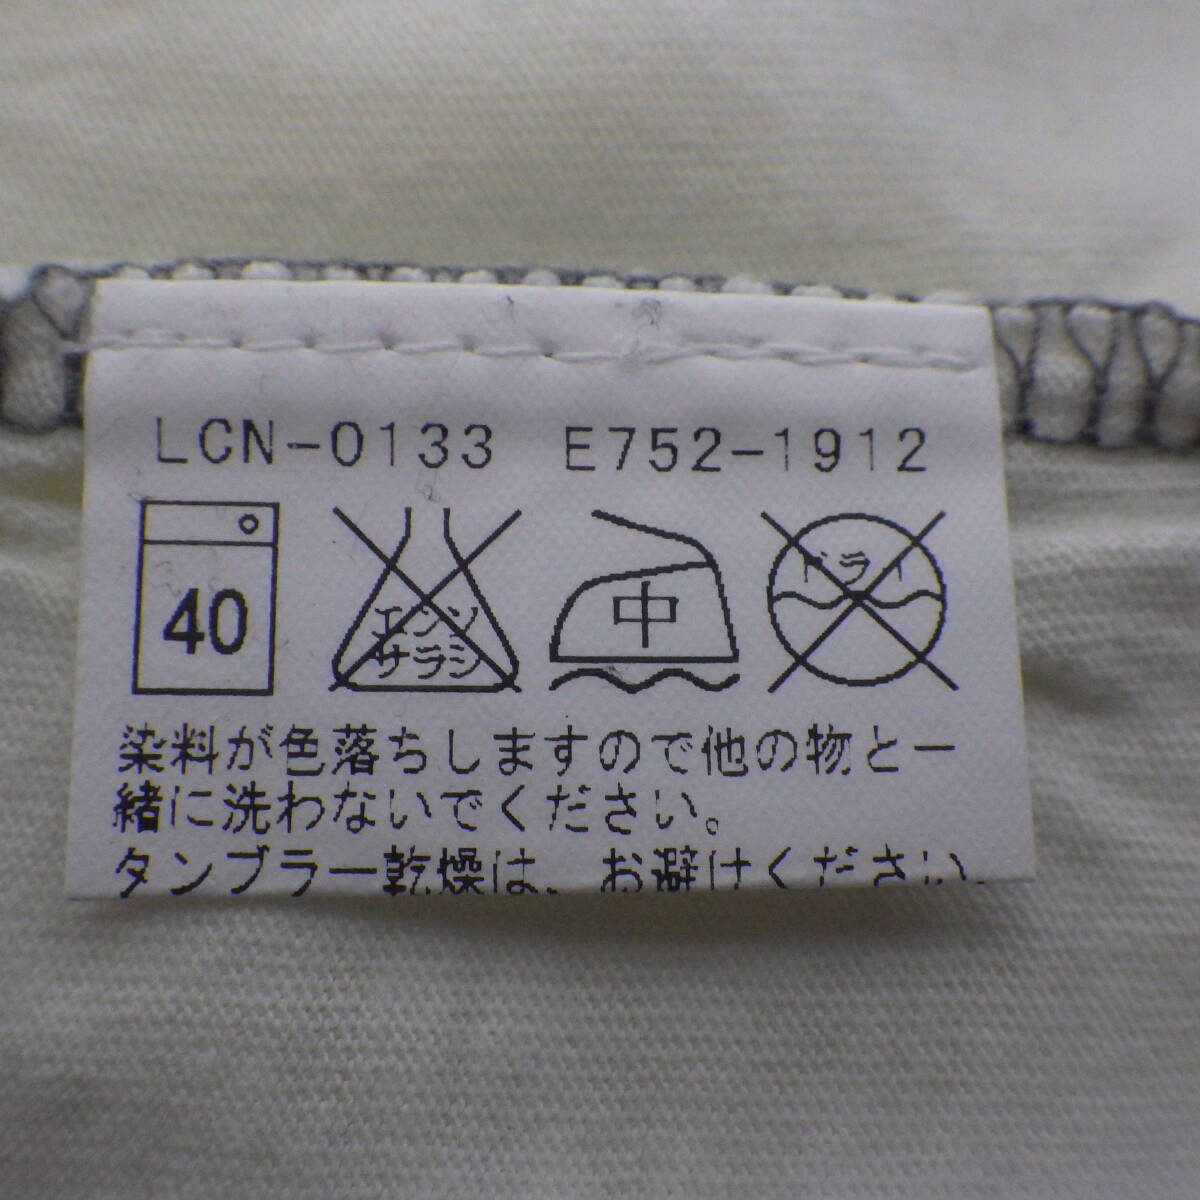 LCN-0133 E752-1912
40 エンソ 中 ドライ
サラシ
染料が色落ちしますので他の物と一
緒に洗わないでください。
タンブラー乾燥は、お避けください。